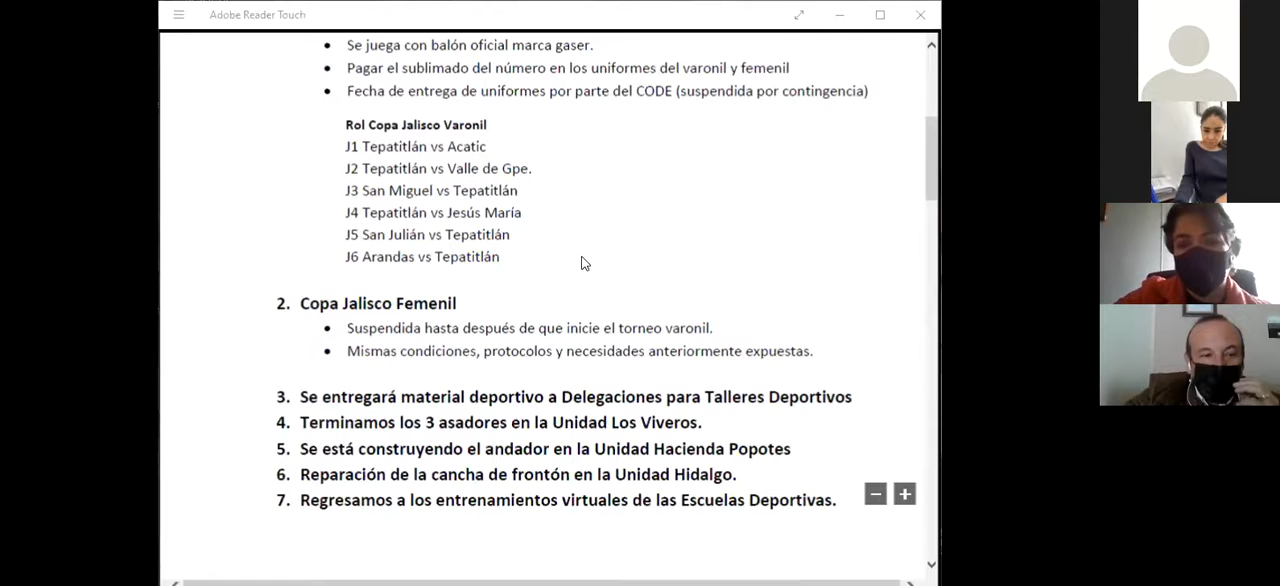 Adobe Reader Touch
• Se juega con balón oficial marca gaser.
• Pagar el sublimado del número en los uniformes del varonil y femenil
• Fecha de entrega de uniformes por parte del CODE (suspendida por contingencia)
Rol Copa Jalisco Varonil
J1 Tepatitlán vs Acatic
J2 Tepatitlán vs Valle de Gpe.
J3 San Miguel vs Tepatitlán
J4 Tepatitlán vs Jesús María
J5 San Julián vs Tepatitlán
J6 Arandas vs Tepatitlán
2. Copa Jalisco Femenil
• Suspendida hasta después de que inicie el torneo varonil.
• Mismas condiciones, protocolos y necesidades anteriormente expuestas.
3. Se entregará material deportivo a Delegaciones para Talleres Deportivos
4. Terminamos los 3 asadores en la Unidad Los Viveros.
5. Se está construyendo el andador en la Unidad Hacienda Popotes
6. Reparación de la cancha de frontón en la Unidad Hidalgo.
7. Regresamos a los entrenamientos virtuales de las Escuelas Deportivas.